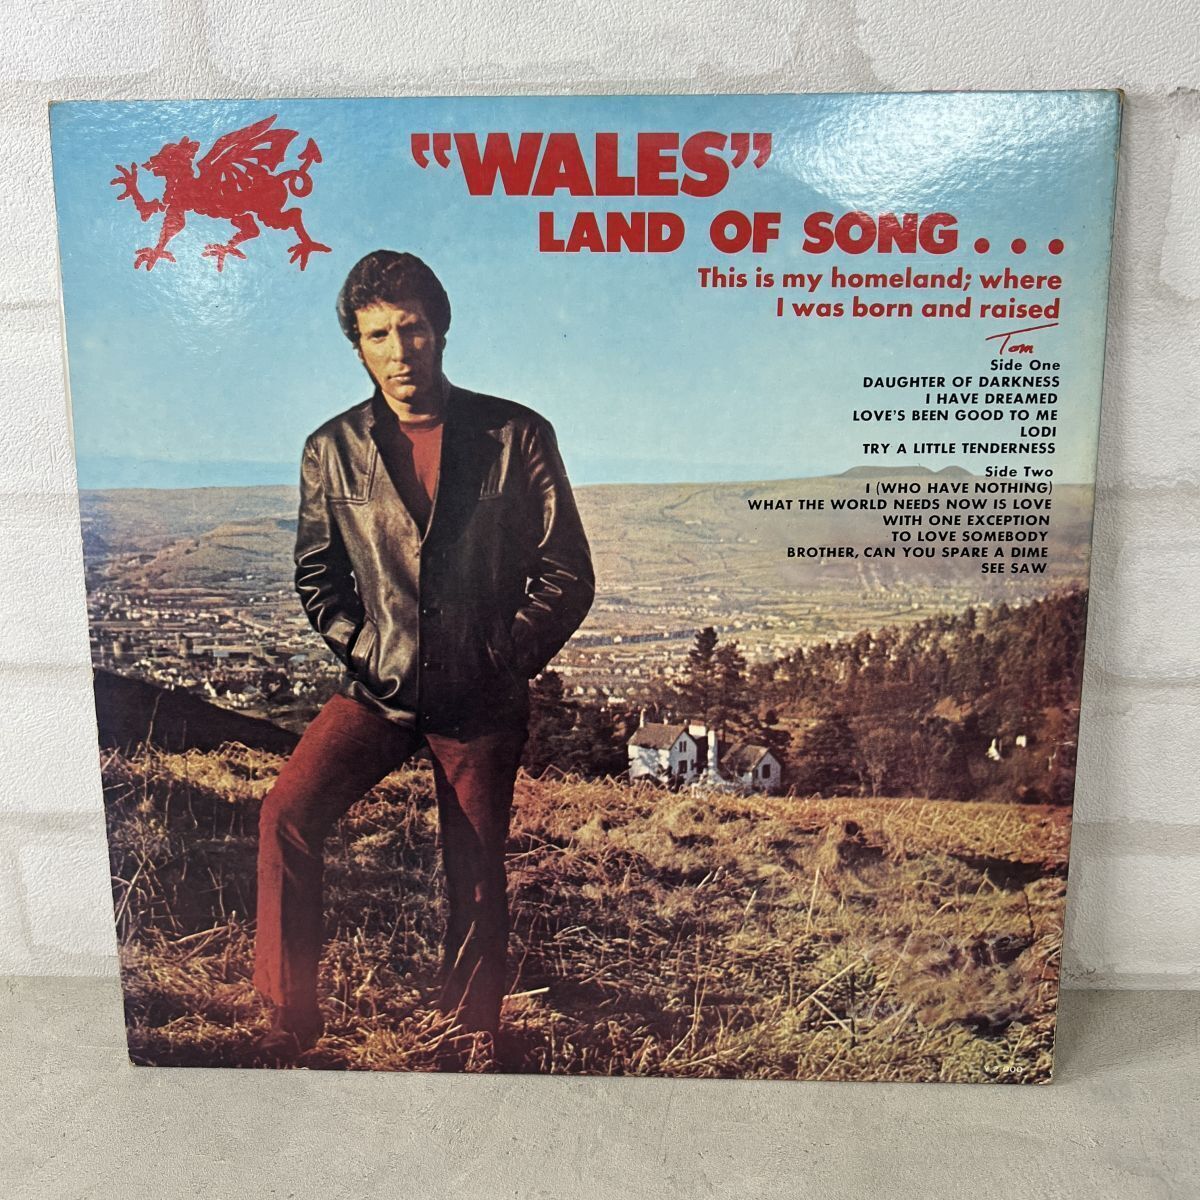 “WALES”
LAND OF SONG . . .
This is my homeland; where
I was born and raised
Tom
Side One
DAUGHTER OF DARKNESS
I HAVE DREAMED
LOVE'S BEEN GOOD TO ME
LODI
TRY A LITTLE TENDERNESS
Side Two
I (WHO HAVE NOTHING)
WHAT THE WORLD NEEDS NOW IS LOVE
WITH ONE EXCEPTION
TO LOVE SOMEBODY
BROTHER, CAN YOU SPARE A DIME
SEE SAW
¥2,000